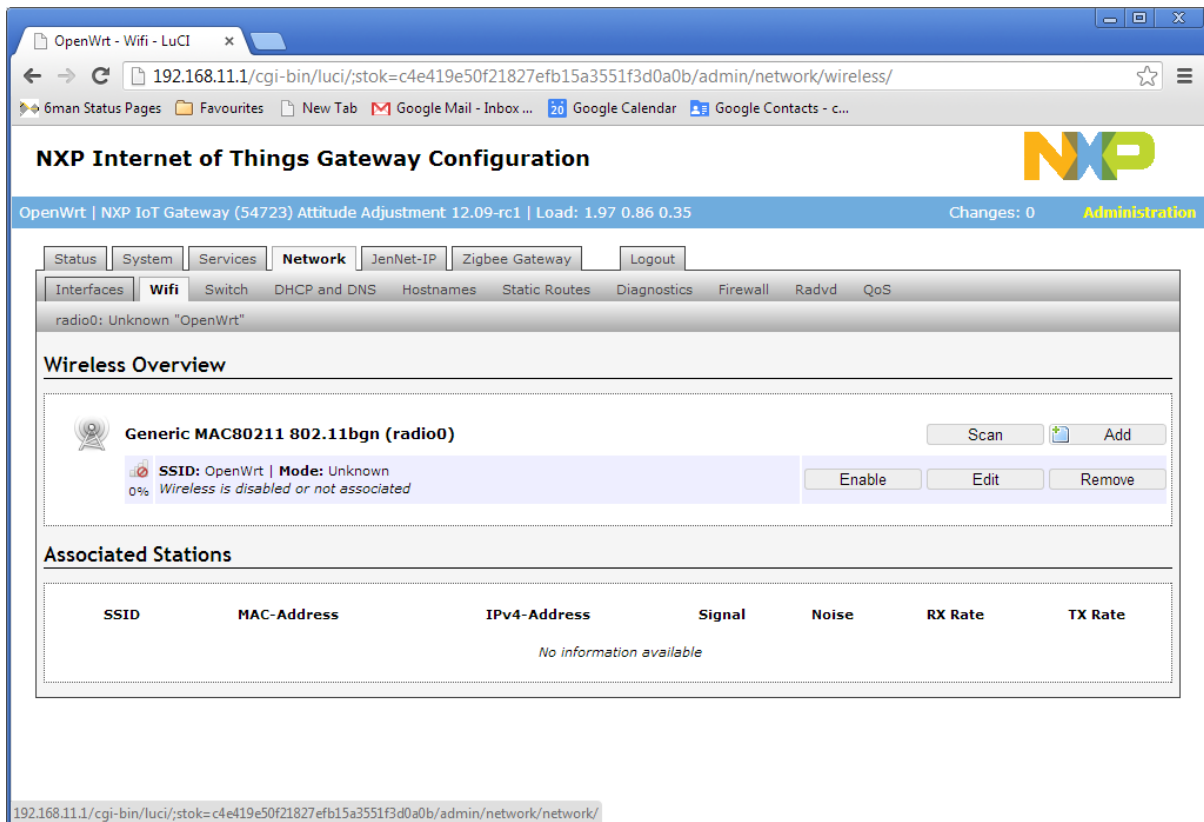 OpenWrt - Wifi - LuCI
192.168.11.1/cgi-bin/luci/;stok=c4e419e50f21827efb15a3551f3d0a0b/admin/network/wireless/
6man Status Pages Favourites New Tab Google Mail - Inbox ... 20 Google Calendar Google Contacts - c...
NXP Internet of Things Gateway Configuration NXP
OpenWrt | NXP IoT Gateway (54723) Attitude Adjustment 12.09-rc1 | Load: 1.97 0.86 0.35 Changes: 0 Administration
Status System Services Network JenNet-IP Zigbee Gateway Logout
Interfaces Wifi Switch DHCP and DNS Hostnames Static Routes Diagnostics Firewall Radvd QoS
radio0: Unknown "OpenWrt"
Wireless Overview
Generic MAC80211 802.11bgn (radio0) Scan Add
SSID: OpenWrt | Mode: Unknown Enable Edit Remove
0% Wireless is disabled or not associated
Associated Stations
SSID MAC-Address IPv4-Address Signal Noise RX Rate TX Rate
No information available
192.168.11.1/cgi-bin/luci/;stok=c4e419e50f21827efb15a3551f3d0a0b/admin/network/network/